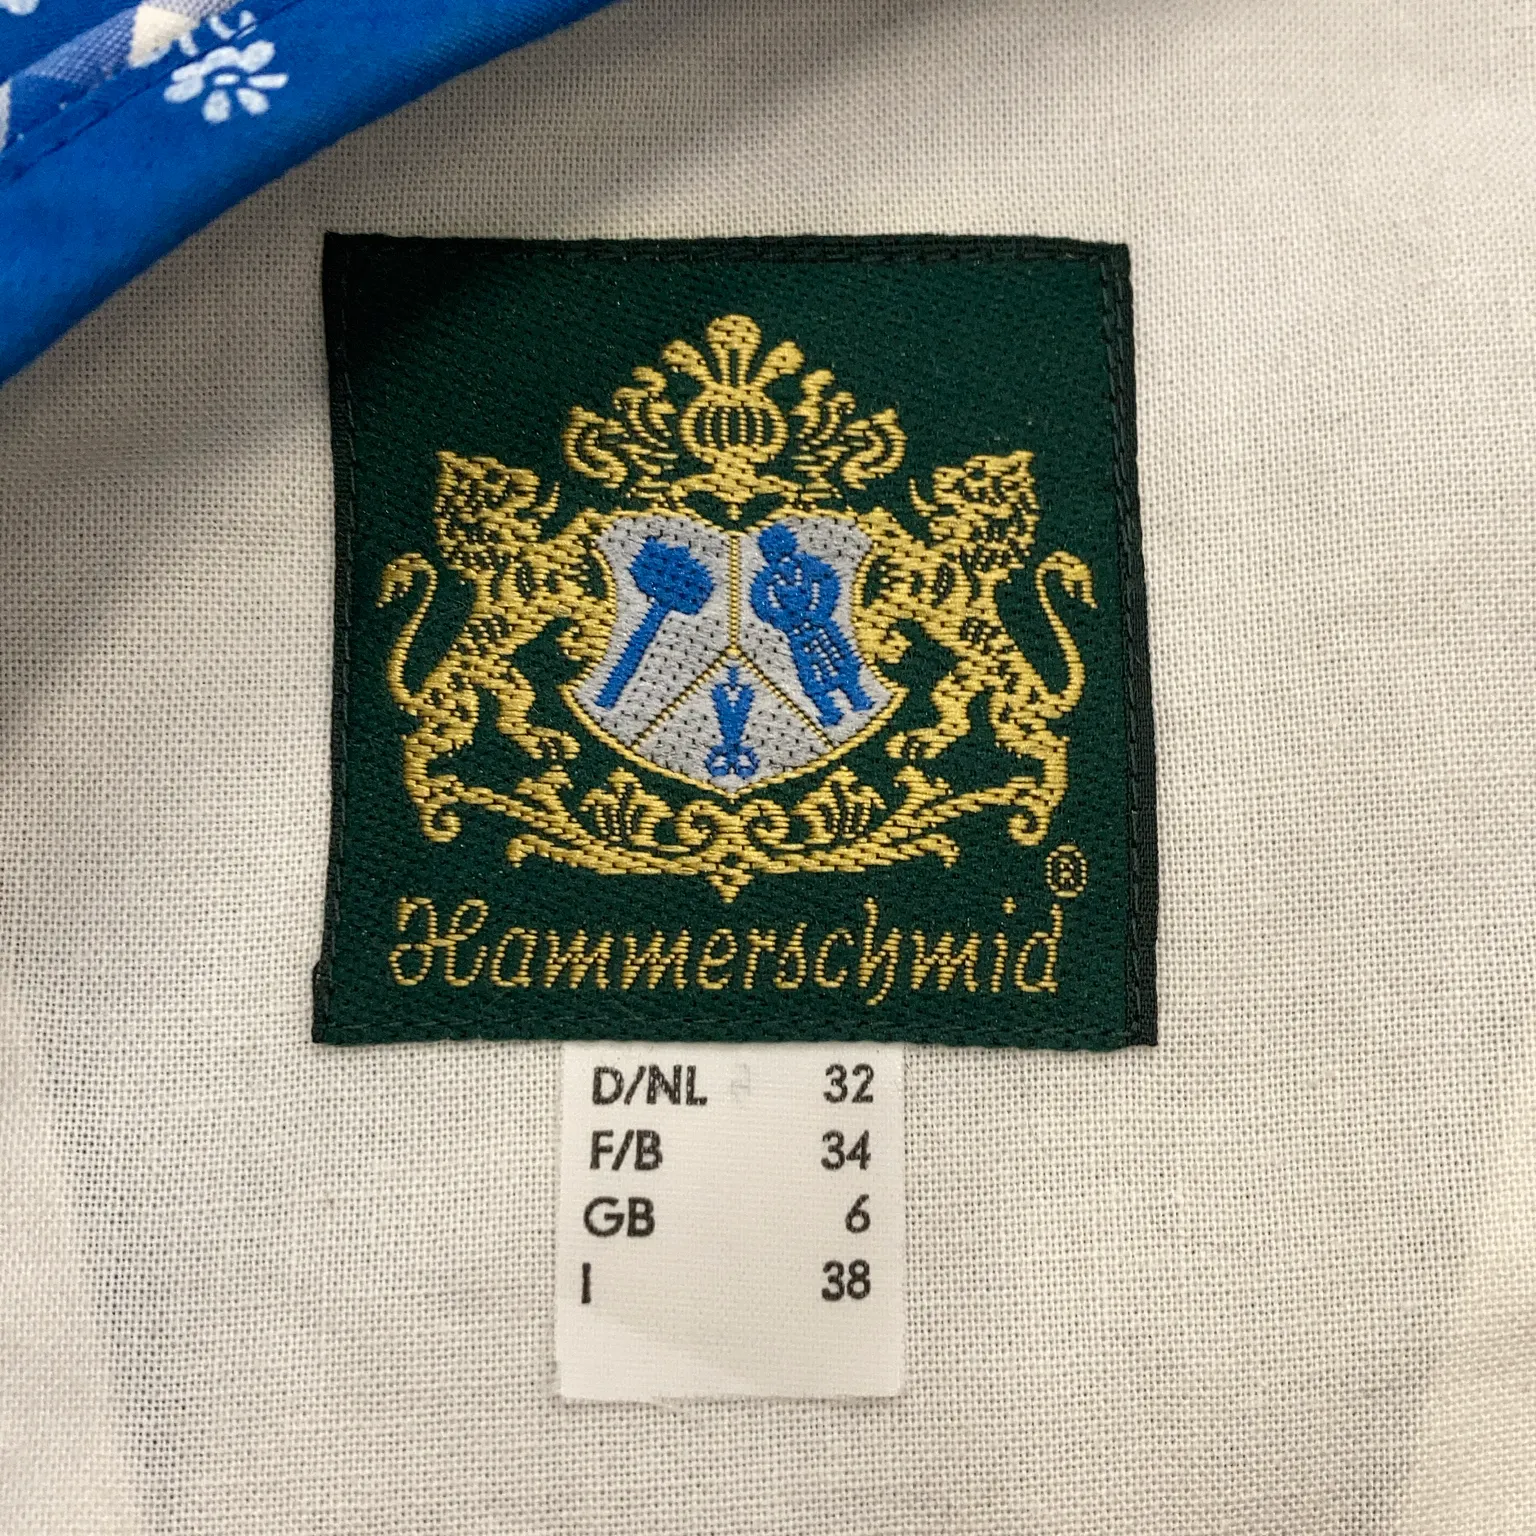 Hammerschmid®
D/NL 32
F/B 34
GB 6
I 38